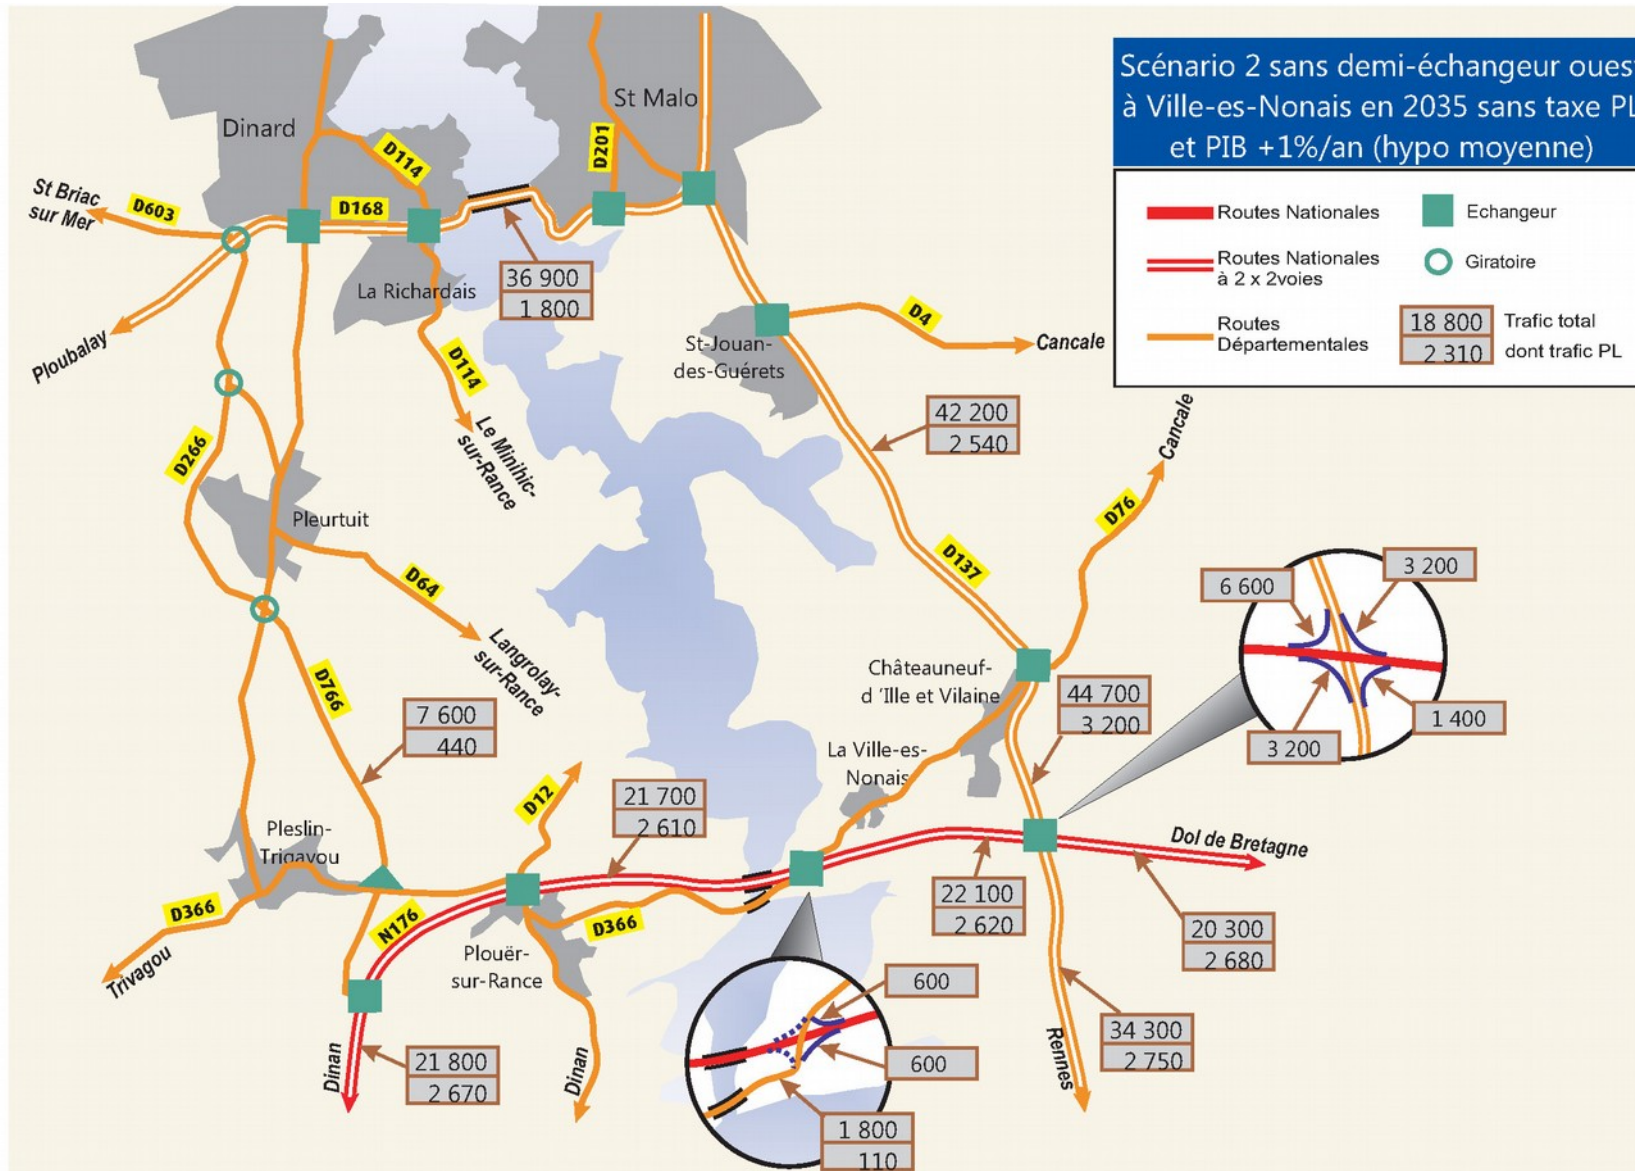 Scénario 2 sans demi-échangeur ouest
à Ville-es-Nonais en 2035 sans taxe PL
et PIB +1%/an (hypo moyenne)
Routes Nationales
Echangeur
Routes Nationales
à 2 x 2voies
Giratoire
Routes
Départementales
18 800
2 310
Trafic total
dont trafic PL
St Malo
Dinard
D201
D114
St Briac
sur Mer
D603
D168
La Richardais
36 900
1 800
Ploubalay
St-Jouan-
des-Guérets
D4
Cancale
D114
Le Minihic-
sur-Rance
42 200
2 540
Cancale
D266
Pleurtuit
D76
D137
D64
Langrolay-
sur-Rance
6 600
3 200
3 200
1 400
D766
Châteauneuf-
d 'Ille et Vilaine
44 700
3 200
7 600
440
La Ville-es-
Nonais
D12
21 700
2 610
Pleslin-
Trigavou
Dol de Bretagne
D366
N176
D366
22 100
2 620
20 300
2 680
Trivagou
Plouër-
sur-Rance
600
600
34 300
2 750
Rennes
Dinan
21 800
2 670
Dinan
1 800
110